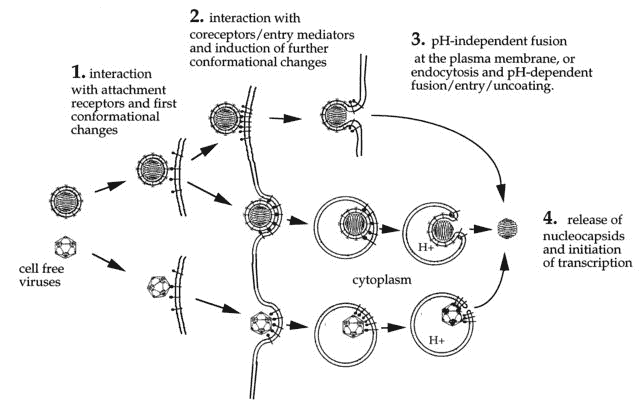 1. interaction
with attachment
receptors and first
conformational
changes
2. interaction with
coreceptors/entry mediators
and induction of further
conformational changes
3. pH-independent fusion
at the plasma membrane, or
endocytosis and pH-dependent
fusion/entry/uncoating.
4. release of
nucleocapsids
and initiation
of transcription
cell free
viruses
H+
cytoplasm
H+